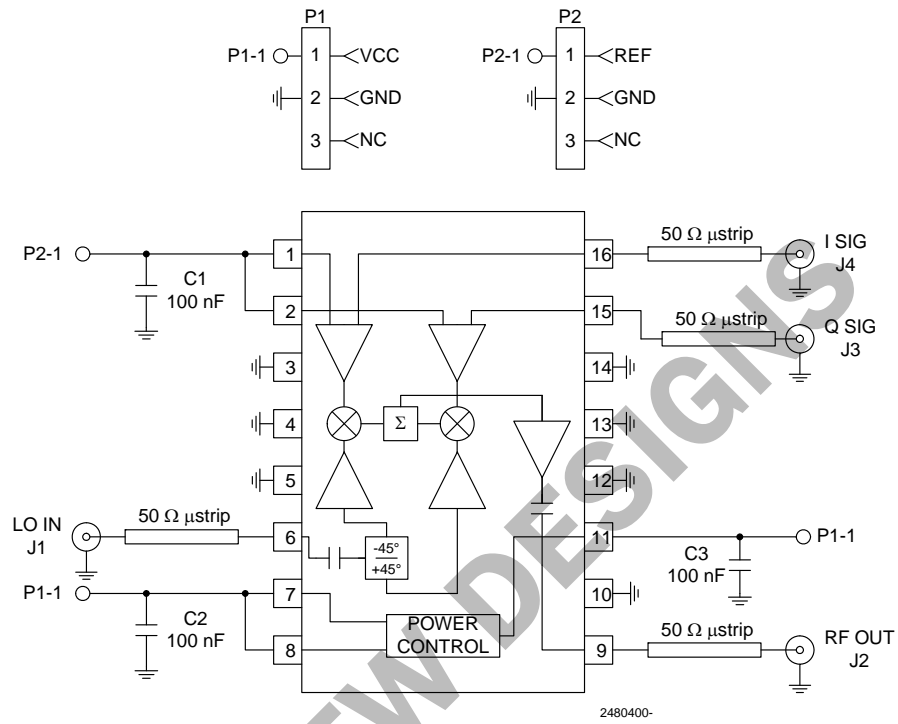 P1
P2
P1-1
1
VCC
P2-1
1
REF
2
GND
2
GND
3
NC
3
NC
P2-1
1
16
50 Ω µstrip
I SIG
J4
C1
100 nF
2
15
50 Ω µstrip
Q SIG
J3
3
14
4
Σ
13
5
12
LO IN
J1
50 Ω µstrip
6
-45°
+45°
11
P1-1
C3
100 nF
P1-1
7
10
C2
100 nF
POWER
CONTROL
8
9
50 Ω µstrip
RF OUT
J2
2480400-
EW DESIGNS